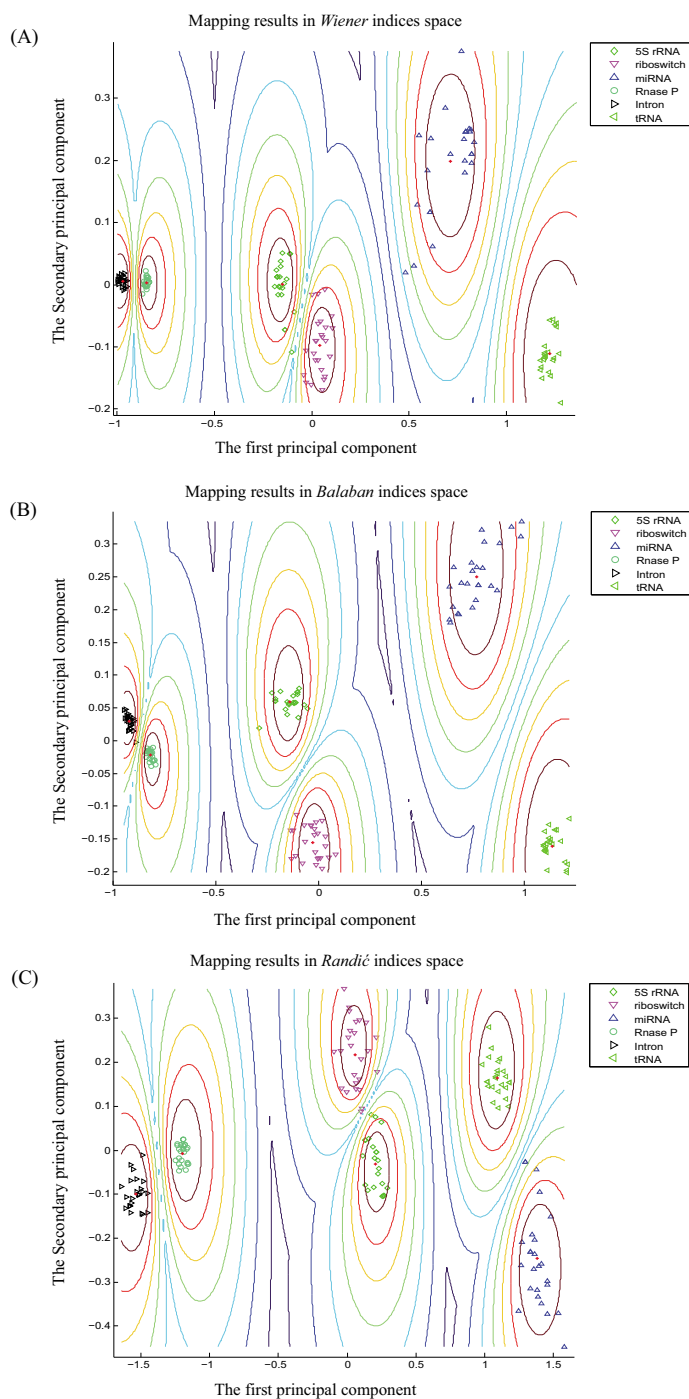 (A)
Mapping results in Wiener indices space
5S rRNA
riboswitch
miRNA
Rnase P
Intron
tRNA
0.3
0.2
0.1
0
-0.1
-0.2
The Secondary principal component
-1 -0.5 0 0.5 1
The first principal component
(B)
Mapping results in Balaban indices space
5S rRNA
riboswitch
miRNA
Rnase P
Intron
tRNA
0.3
0.25
0.2
0.15
0.1
0.05
0
-0.05
-0.1
-0.15
-0.2
The Secondary principal component
-1 -0.5 0 0.5 1
The first principal component
(C)
Mapping results in Randić indices space
5S rRNA
riboswitch
miRNA
Rnase P
Intron
tRNA
0.3
0.2
0.1
0
-0.1
-0.2
-0.3
-0.4
The Secondary principal component
-1.5 -1 -0.5 0 0.5 1 1.5
The first principal component